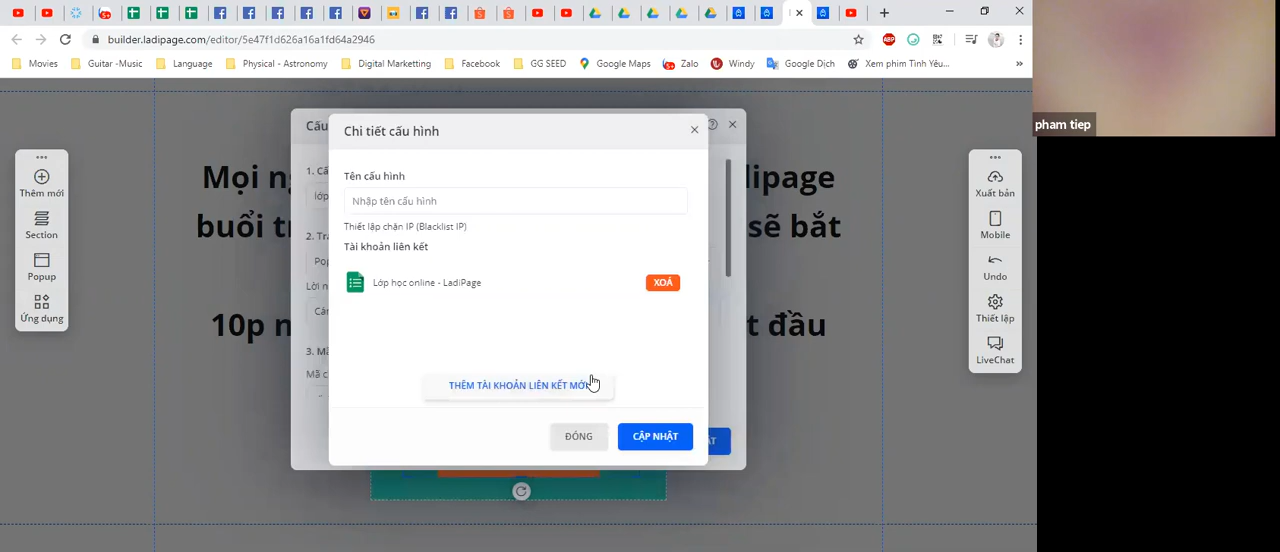 builder.ladipage.com/editor/5e47f1d626a16a1fd64a2946
Movies
Guitar -Music
Language
Physical - Astronomy
Digital Marketting
Facebook
GG SEED
Google Maps
Zalo
Windy
Google Dịch
Xem phim Tình Yêu...
pham tiep
Thêm mới
Section
Popup
Ứng dụng
Mọi
dipage
buổi
sẽ bắt
10p
đầu
Chi tiết cấu hình
Tên cấu hình
Nhập tên cấu hình
Thiết lập chặn IP (Blacklist IP)
Tài khoản liên kết
Lớp học online - LadiPage
XOÁ
THÊM TÀI KHOẢN LIÊN KẾT MỚI
ĐÓNG
CẬP NHẬT
Xuất bản
Mobile
Undo
Thiết lập
LiveChat